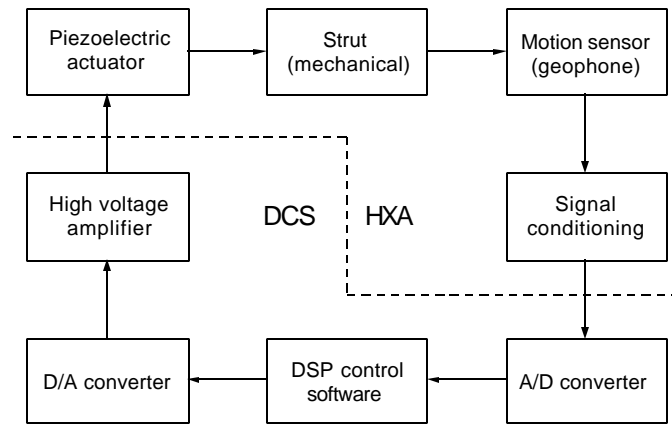 Piezoelectric
actuator
Strut
(mechanical)
Motion sensor
(geophone)
High voltage
amplifier
DCS
HXA
Signal
conditioning
D/A converter
DSP control
software
A/D converter